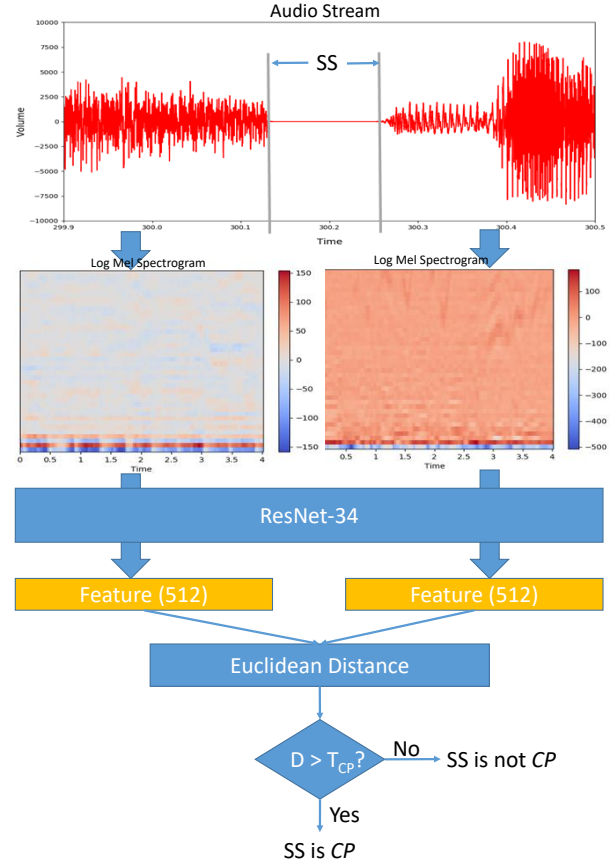 Audio Stream
10000
7500
5000
2500
0
−2500
−5000
−7500
−10000
Volume
SS
299.9 300.0 300.1 300.2 300.3 300.4 300.5
Time
Log Mel Spectrogram
150
100
50
0
−50
−100
−150
0 0.5 1 1.5 2 2.5 3 3.5 4
Time
Log Mel Spectrogram
100
0
−100
−200
−300
−400
−500
0.5 1 1.5 2 2.5 3 3.5 4
Time
ResNet-34
Feature (512) Feature (512)
Euclidean Distance
D > T_CP?
No
SS is not CP
Yes
SS is CP